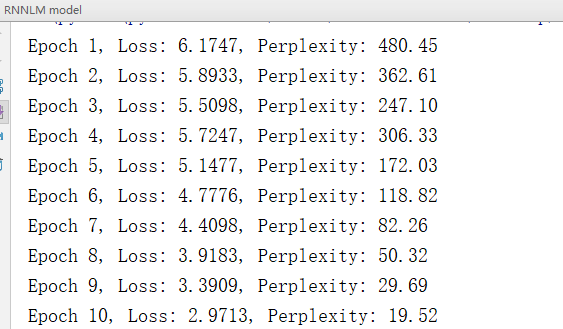 RNNLM model
Epoch 1, Loss: 6.1747, Perplexity: 480.45
Epoch 2, Loss: 5.8933, Perplexity: 362.61
Epoch 3, Loss: 5.5098, Perplexity: 247.10
Epoch 4, Loss: 5.7247, Perplexity: 306.33
Epoch 5, Loss: 5.1477, Perplexity: 172.03
Epoch 6, Loss: 4.7776, Perplexity: 118.82
Epoch 7, Loss: 4.4098, Perplexity: 82.26
Epoch 8, Loss: 3.9183, Perplexity: 50.32
Epoch 9, Loss: 3.3909, Perplexity: 29.69
Epoch 10, Loss: 2.9713, Perplexity: 19.52